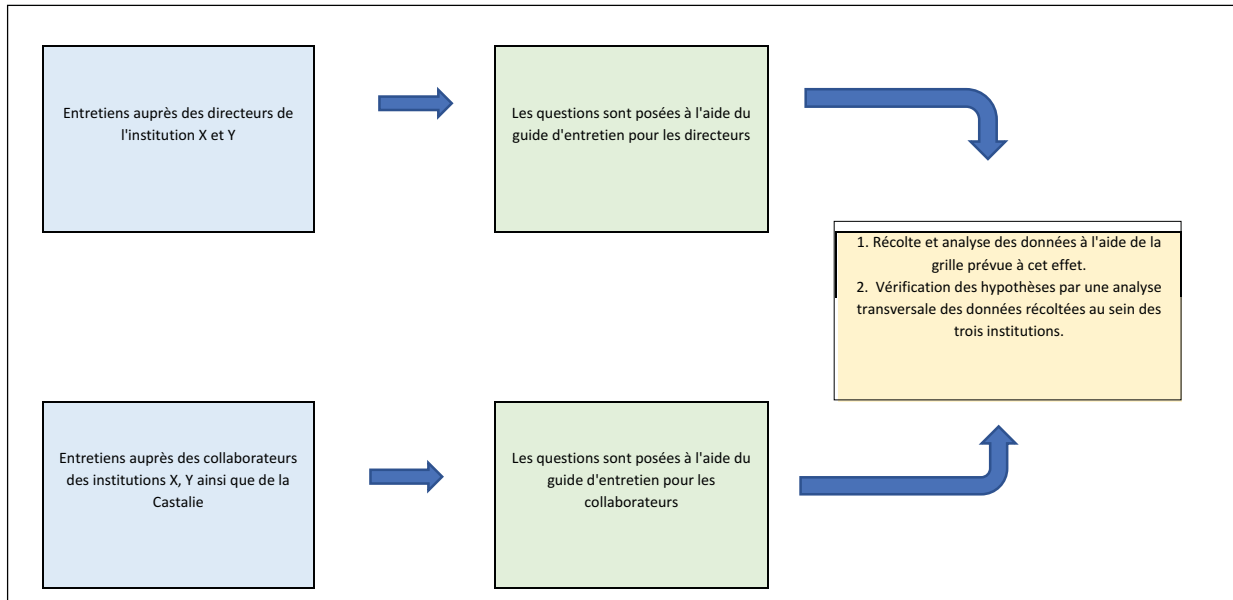 Entretiens auprès des directeurs de
l'institution X et Y
Les questions sont posées à l'aide du
guide d'entretien pour les directeurs
1. Récolte et analyse des données à l'aide de la
grille prévue à cet effet.
2. Vérification des hypothèses par une analyse
transversale des données récoltées au sein des
trois institutions.
Entretiens auprès des collaborateurs
des institutions X, Y ainsi que de la
Castalie
Les questions sont posées à l'aide du
guide d'entretien pour les
collaborateurs